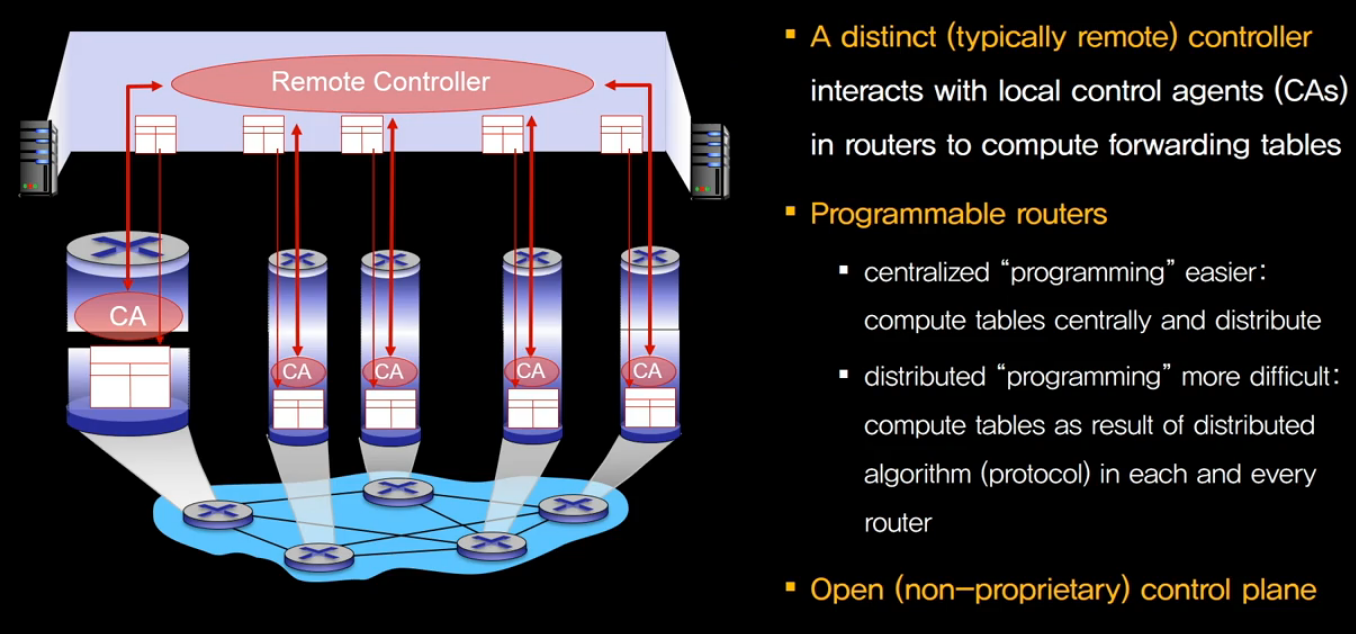 Remote Controller
CA
CA
CA
CA
CA
▪ A distinct (typically remote) controller
interacts with local control agents (CAs)
in routers to compute forwarding tables
▪ Programmable routers
▪ centralized “programming” easier:
compute tables centrally and distribute
▪ distributed “programming” more difficult:
compute tables as result of distributed
algorithm (protocol) in each and every
router
▪ Open (non-proprietary) control plane